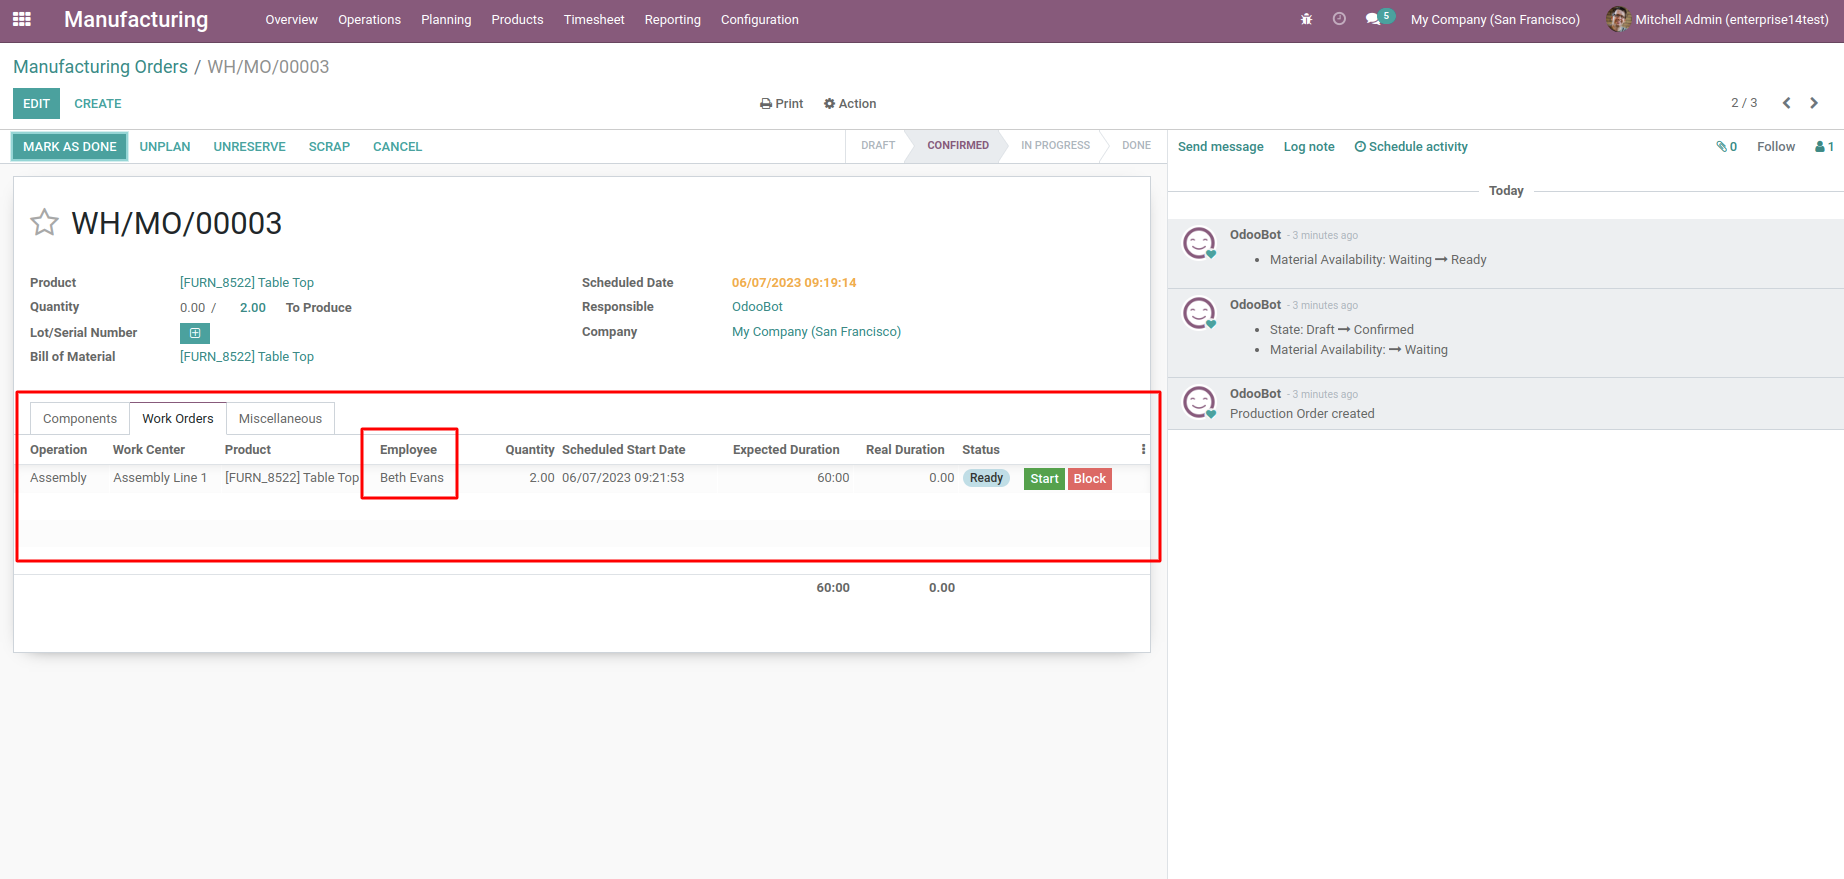 Manufacturing Overview Operations Planning Products Timesheet Reporting Configuration 5 My Company (San Francisco) Mitchell Admin (enterprise14test)
Manufacturing Orders / WH/MO/00003
EDIT CREATE Print Action 2 / 3
MARK AS DONE UNPLAN UNRESERVE SCRAP CANCEL DRAFT CONFIRMED IN PROGRESS DONE
WH/MO/00003
Product [FURN_8522] Table Top
Quantity 0.00 / 2.00 To Produce
Lot/Serial Number
Bill of Material [FURN_8522] Table Top
Scheduled Date 06/07/2023 09:19:14
Responsible OdooBot
Company My Company (San Francisco)
Components Work Orders Miscellaneous
Operation Work Center Product Employee Quantity Scheduled Start Date Expected Duration Real Duration Status
Assembly Assembly Line 1 [FURN_8522] Table Top Beth Evans 2.00 06/07/2023 09:21:53 60:00 0.00 Ready Start Block
60:00 0.00
Send message Log note Schedule activity 0 Follow 1
Today
OdooBot - 3 minutes ago
• Material Availability: Waiting ➞ Ready
OdooBot - 3 minutes ago
• State: Draft ➞ Confirmed
• Material Availability: ➞ Waiting
OdooBot - 3 minutes ago
Production Order created